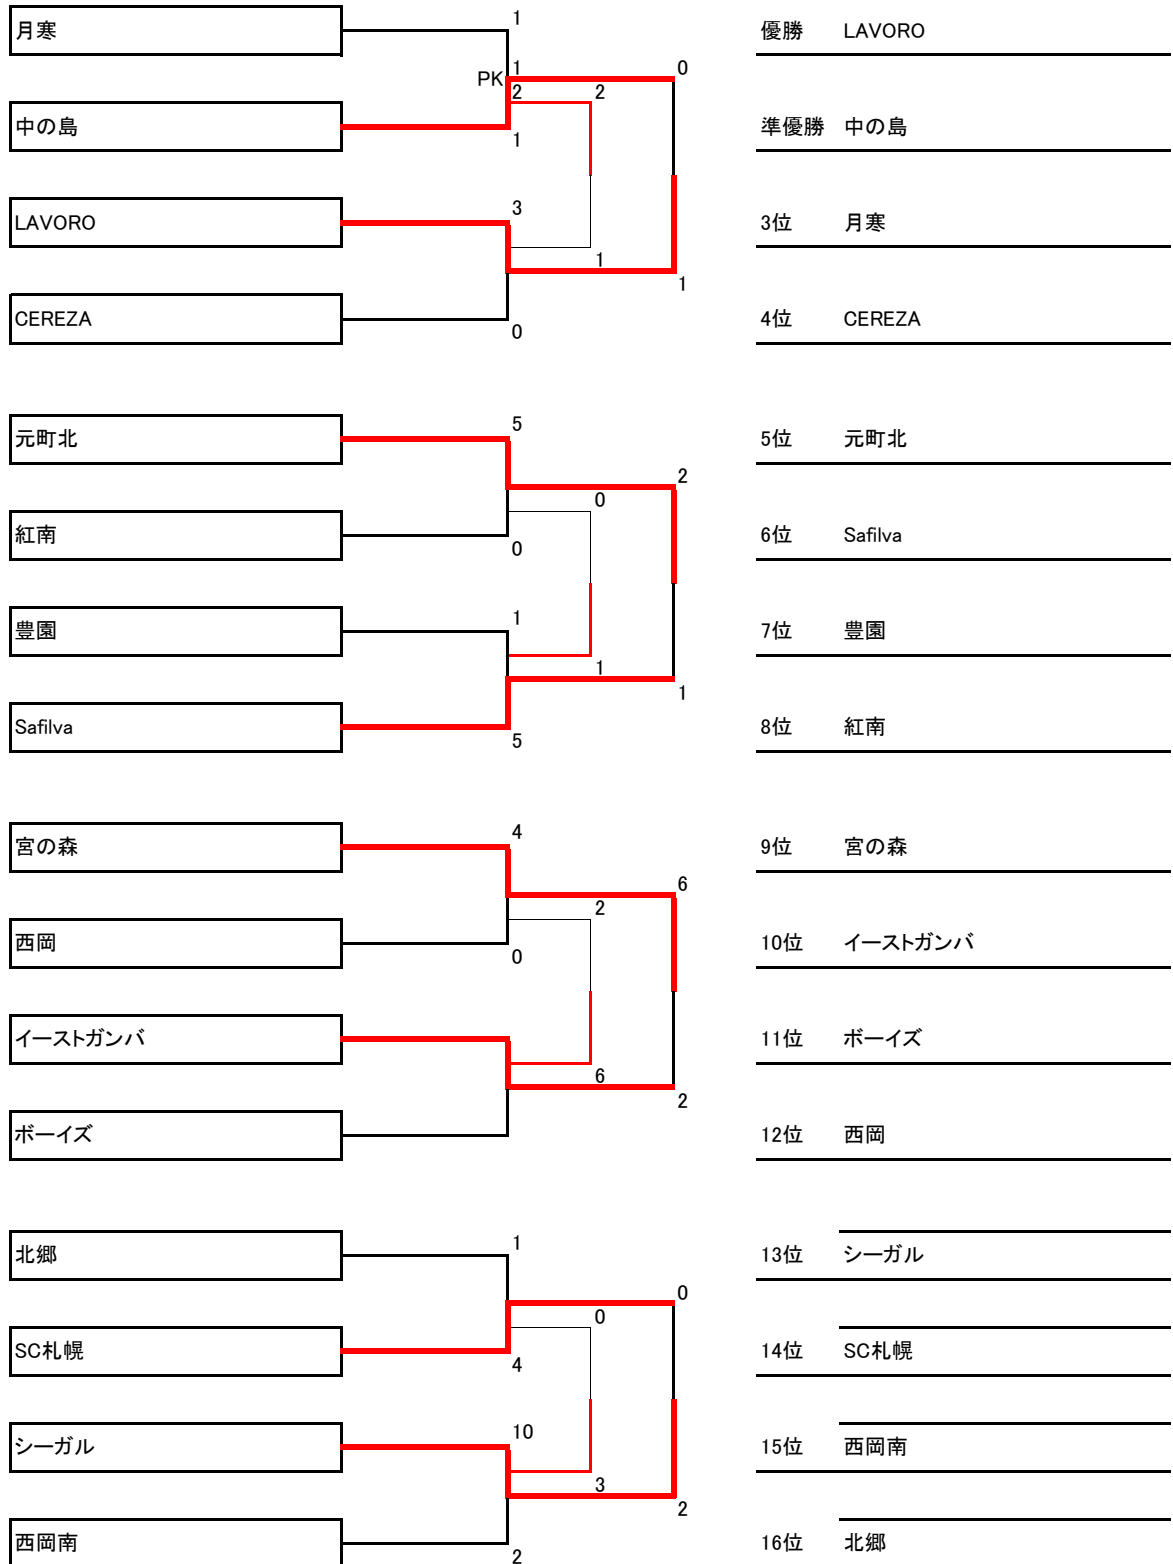 月寒
1
優勝 LAVORO
PK
1
0
2
2
中の島
1
準優勝 中の島
LAVORO
3
3位 月寒
1
1
CEREZA
0
4位 CEREZA
元町北
5
5位 元町北
2
0
紅南
0
6位 Safilva
豊園
1
7位 豊園
1
1
Safilva
5
8位 紅南
宮の森
4
9位 宮の森
6
2
西岡
0
10位 イーストガンバ
イーストガンバ
11位 ボーイズ
6
2
ボーイズ
12位 西岡
北郷
1
13位 シーガル
0
0
SC札幌
4
14位 SC札幌
シーガル
10
15位 西岡南
3
2
西岡南
2
16位 北郷